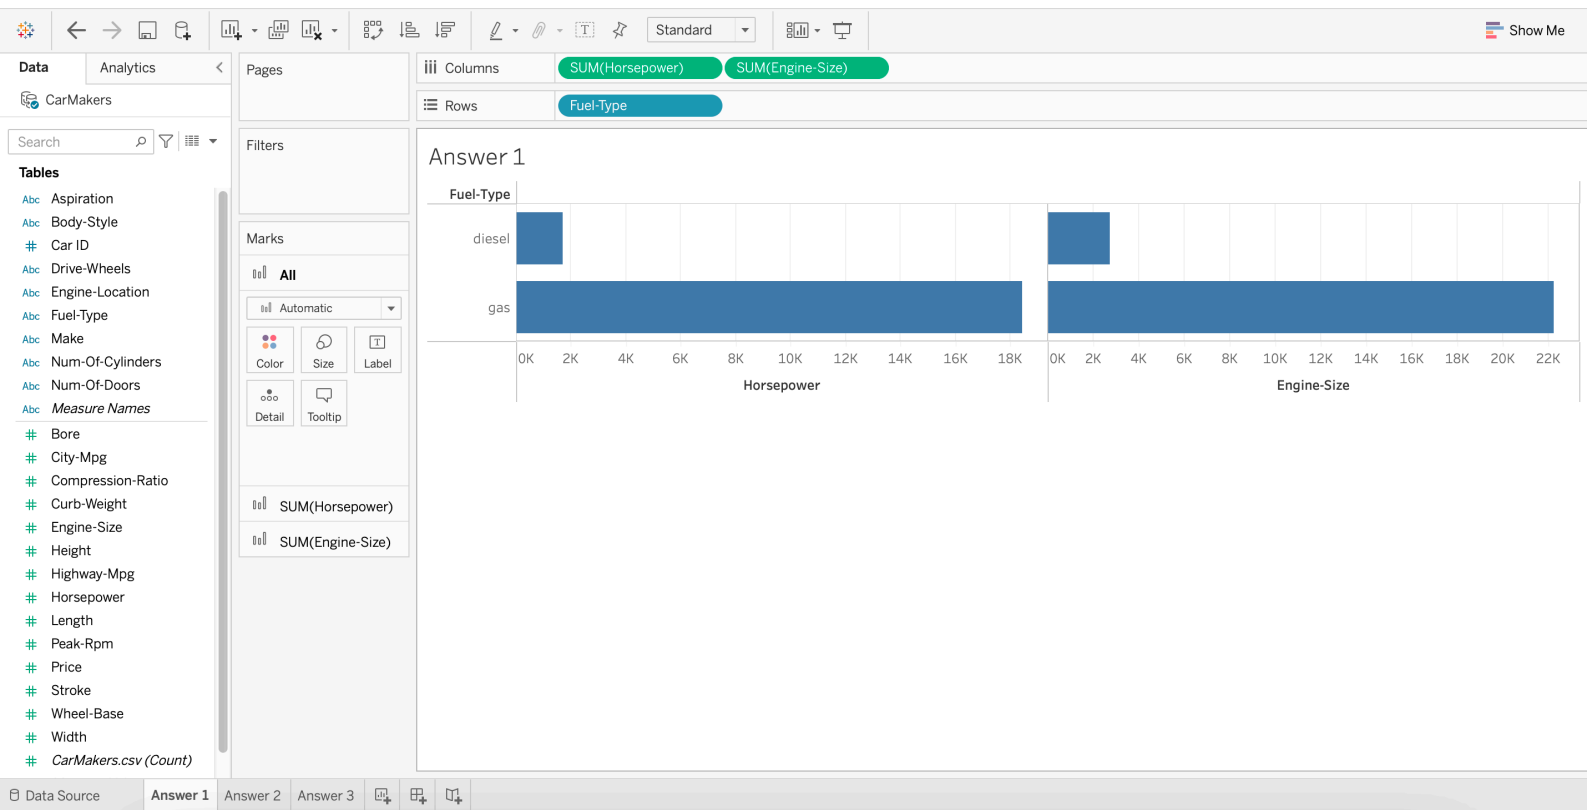 Standard
Show Me
Data
Analytics
Pages
Columns
SUM(Horsepower)
SUM(Engine-Size)
CarMakers
Rows
Fuel-Type
Search
Filters
Tables
Abc Aspiration
Abc Body-Style
# Car ID
Abc Drive-Wheels
Abc Engine-Location
Abc Fuel-Type
Abc Make
Abc Num-Of-Cylinders
Abc Num-Of-Doors
Abc Measure Names
# Bore
# City-Mpg
# Compression-Ratio
# Curb-Weight
# Engine-Size
# Height
# Highway-Mpg
# Horsepower
# Length
# Peak-Rpm
# Price
# Stroke
# Wheel-Base
# Width
# CarMakers.csv (Count)
Marks
All
Automatic
Color
Size
T
Label
Detail
Tooltip
SUM(Horsepower)
SUM(Engine-Size)
Answer 1
Fuel-Type
diesel
gas
0K 2K 4K 6K 8K 10K 12K 14K 16K 18K
Horsepower
0K 2K 4K 6K 8K 10K 12K 14K 16K 18K 20K 22K
Engine-Size
Data Source
Answer 1
Answer 2
Answer 3